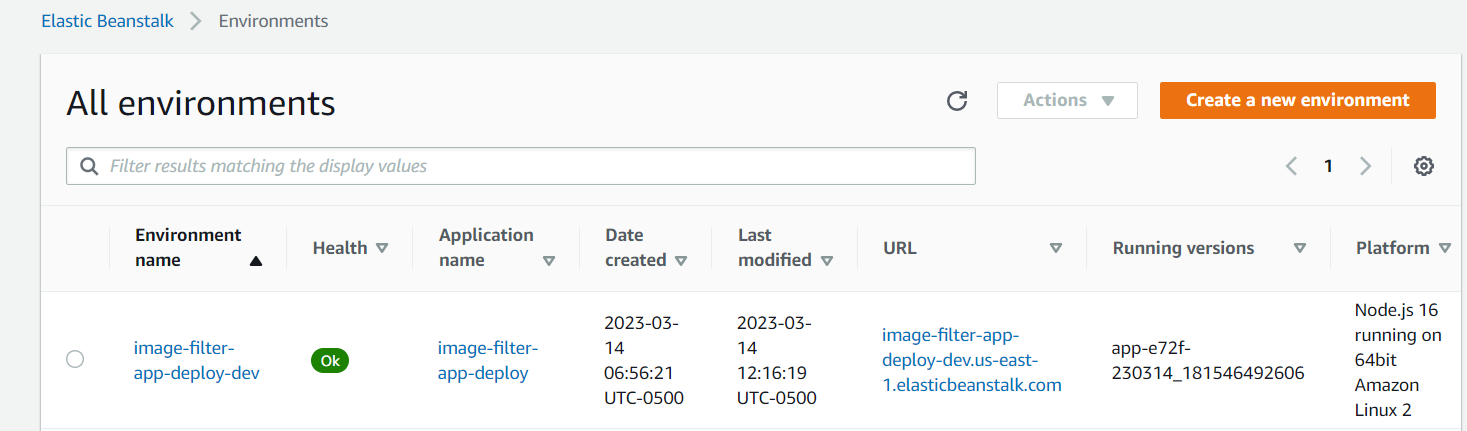 Elastic Beanstalk > Environments
All environments
Actions
Create a new environment
Filter results matching the display values
1
Environment
name
Health
Application
name
Date
created
Last
modified
URL
Running versions
Platform
image-filter-
app-deploy-dev
Ok
image-filter-
app-deploy
2023-03-
14
06:56:21
UTC-0500
2023-03-
14
12:16:19
UTC-0500
image-filter-app-
deploy-dev.us-east-
1.elasticbeanstalk.com
app-e72f-
230314_181546492606
Node.js 16
running on
64bit
Amazon
Linux 2